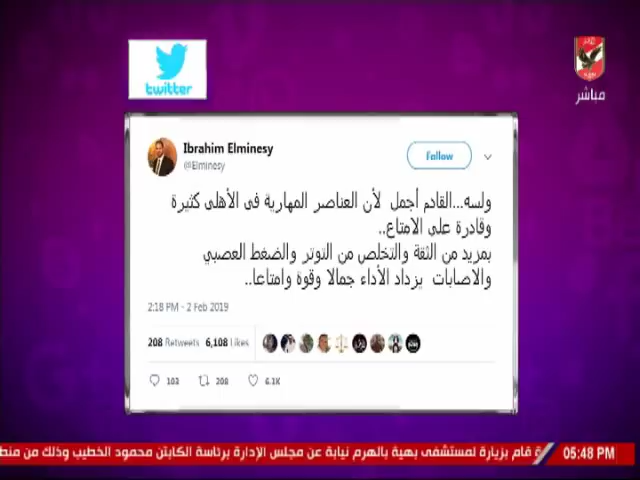 twitter
مباشر
Ibrahim Elminesy
@Elminesy
Follow
ولسه...القادم أجمل لأن العناصر المهارية فى الأهلى كثيرة
وقادرة علي الامتاع..
بمزيد من الثقة والتخلص من التوتر والضغط العصبي
والاصابات يزداد الأداء جمالا وقوة وامتاعا..
2:18 PM - 2 Feb 2019
208 Retweets 6,108 Likes
102 208 6.1K
ة قام بزيارة لمستشفى بهية بالهرم نيابة عن مجلس الإدارة برئاسة الكابتن محمود الخطيب وذلك من منط
05:48 PM